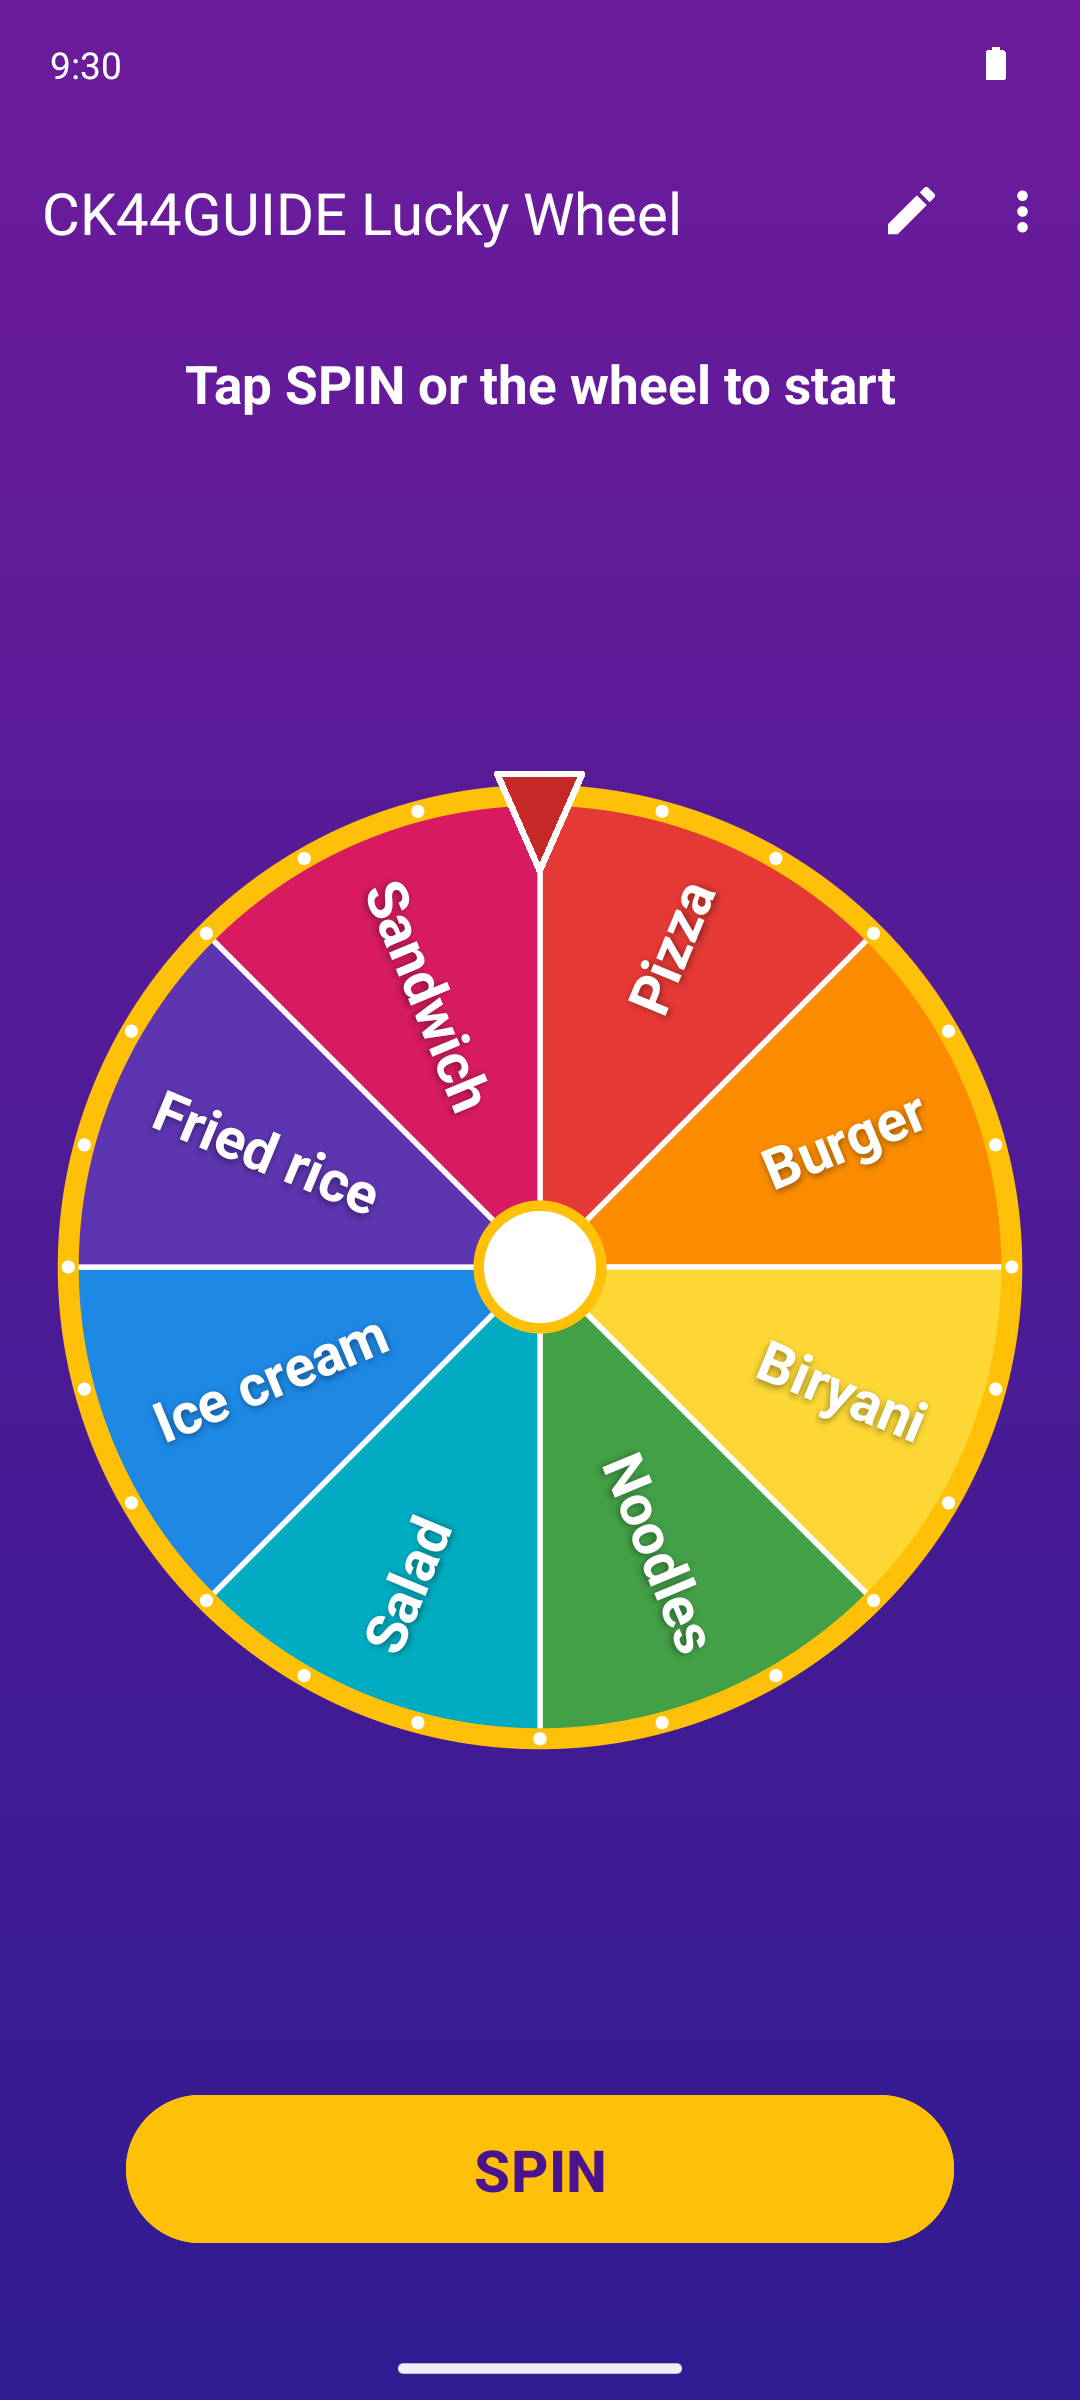 9:30
CK44GUIDE Lucky Wheel
Tap SPIN or the wheel to start
Sandwich
Pizza
Fried rice
Burger
Ice cream
Biryani
Salad
Noodles
SPIN